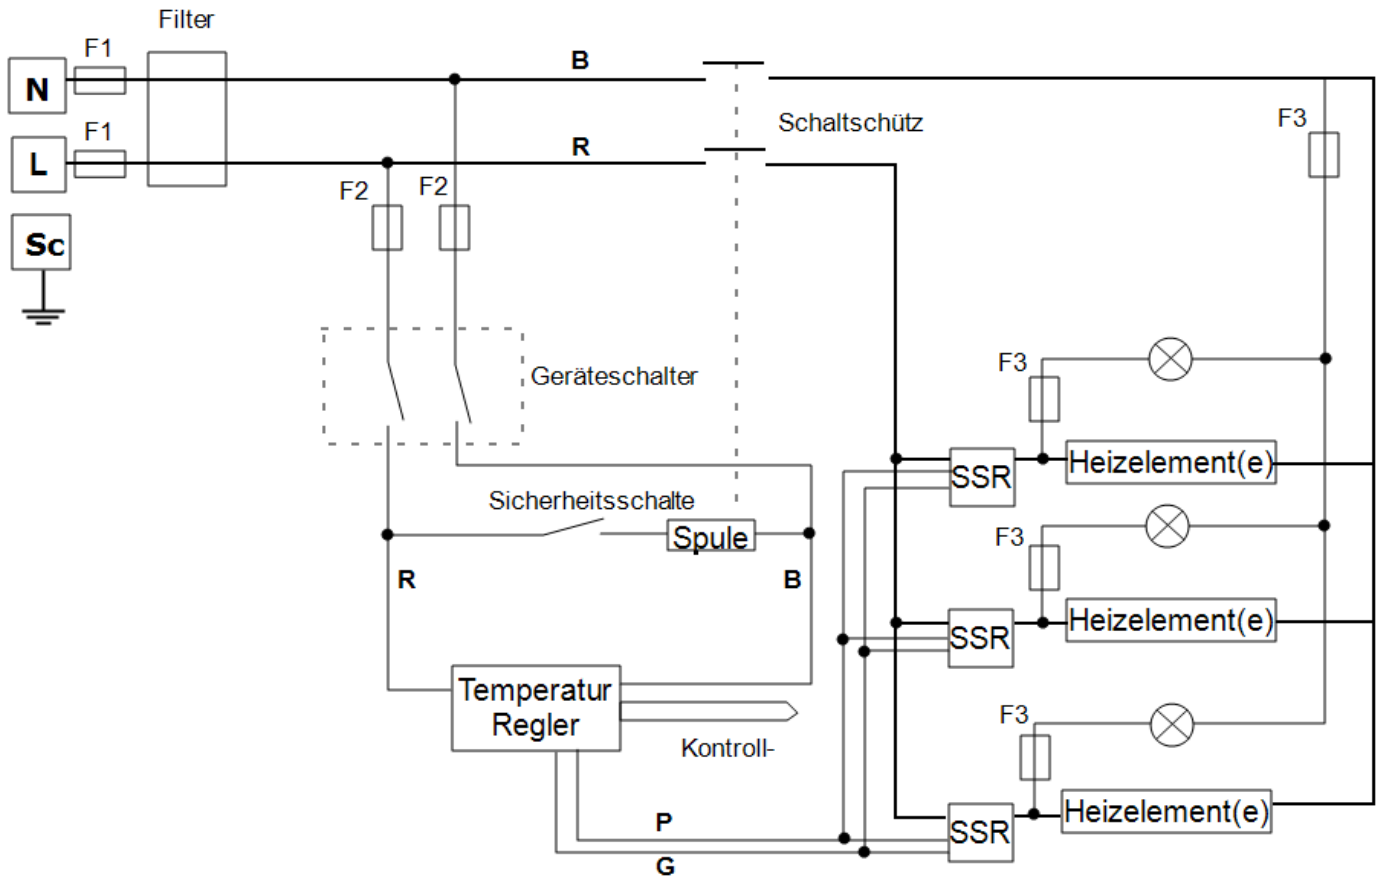 Filter
F1
B
N
F1
Schaltschütz
F3
L
R
F2
F2
Sc
Geräteschalter
F3
Heizelement(e)
SSR
Sicherheitsschalte
Spule
F3
R
B
Heizelement(e)
SSR
Temperatur
Regler
F3
Kontroll-
Heizelement(e)
P
SSR
G